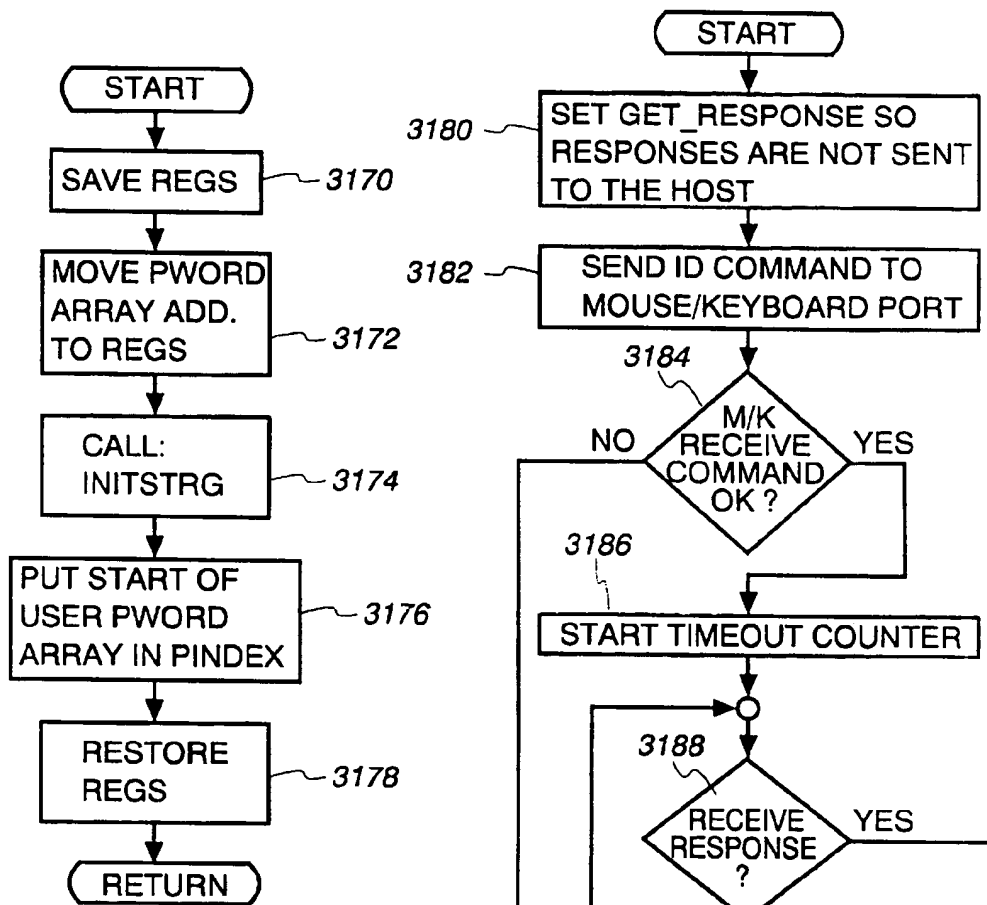 START
SAVE REGS
3170
MOVE PWORD
ARRAY ADD.
TO REGS
3172
CALL:
INITSTRG
3174
PUT START OF
USER PWORD
ARRAY IN PINDEX
3176
RESTORE
REGS
3178
RETURN
START
3180
SET GET_RESPONSE SO
RESPONSES ARE NOT SENT
TO THE HOST
3182
SEND ID COMMAND TO
MOUSE/KEYBOARD PORT
3184
M/K
RECEIVE
COMMAND
OK ?
NO
YES
3186
START TIMEOUT COUNTER
3188
RECEIVE
RESPONSE
?
YES